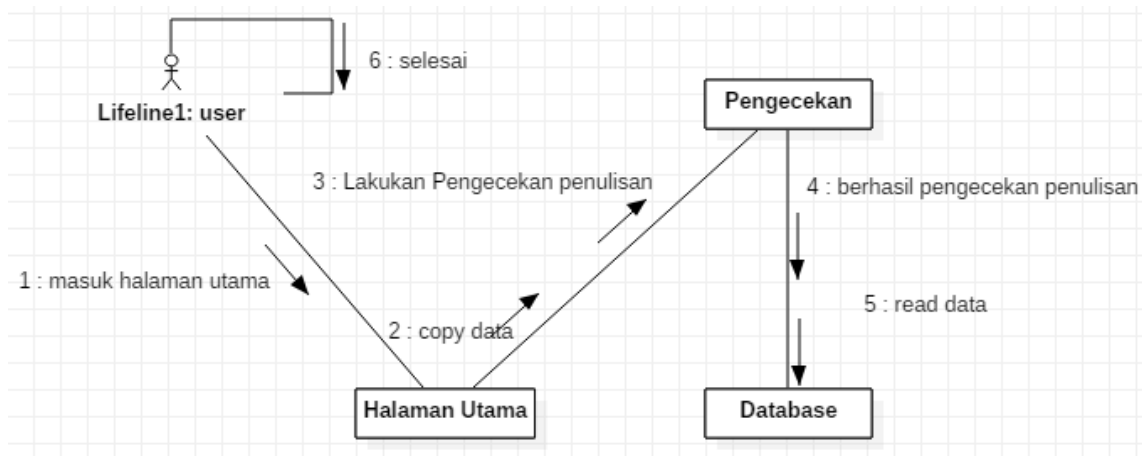 6 : selesai
Lifeline1: user
Pengecekan
3 : Lakukan Pengecekan penulisan
4 : berhasil pengecekan penulisan
1 : masuk halaman utama
2 : copy data
5 : read data
Halaman Utama
Database